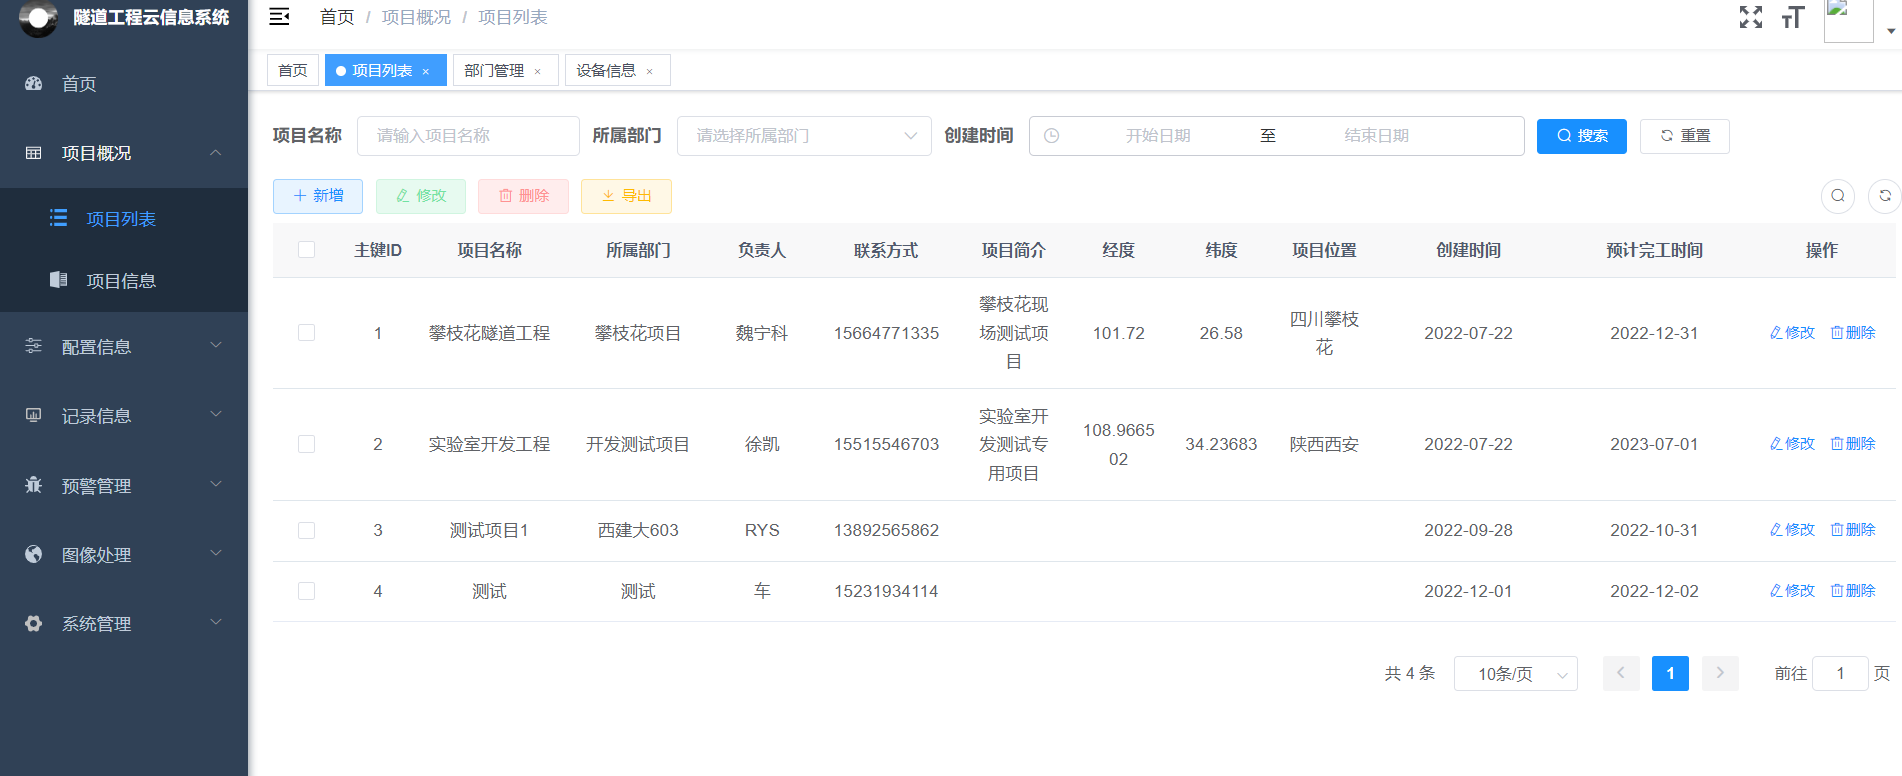 隧道工程云信息系统
首页 / 项目概况 / 项目列表
首页 项目列表 × 部门管理 × 设备信息 ×
首页
项目概况
项目列表
项目信息
配置信息
记录信息
预警管理
图像处理
系统管理
项目名称 请输入项目名称 所属部门 请选择所属部门 创建时间 开始日期 至 结束日期 搜索 重置
新增 修改 删除 导出
主键ID 项目名称 所属部门 负责人 联系方式 项目简介 经度 纬度 项目位置 创建时间 预计完工时间 操作
1 攀枝花隧道工程 攀枝花项目 魏宁科 15664771335 攀枝花现场测试项目 101.72 26.58 四川攀枝花 2022-07-22 2022-12-31 修改 删除
2 实验室开发工程 开发测试项目 徐凯 15515546703 实验室开发测试专用项目 108.966502 34.23683 陕西西安 2022-07-22 2023-07-01 修改 删除
3 测试项目1 西建大603 RYS 13892565862 2022-09-28 2022-10-31 修改 删除
4 测试 测试 车 15231934114 2022-12-01 2022-12-02 修改 删除
共 4 条 10条/页 1 前往 1 页